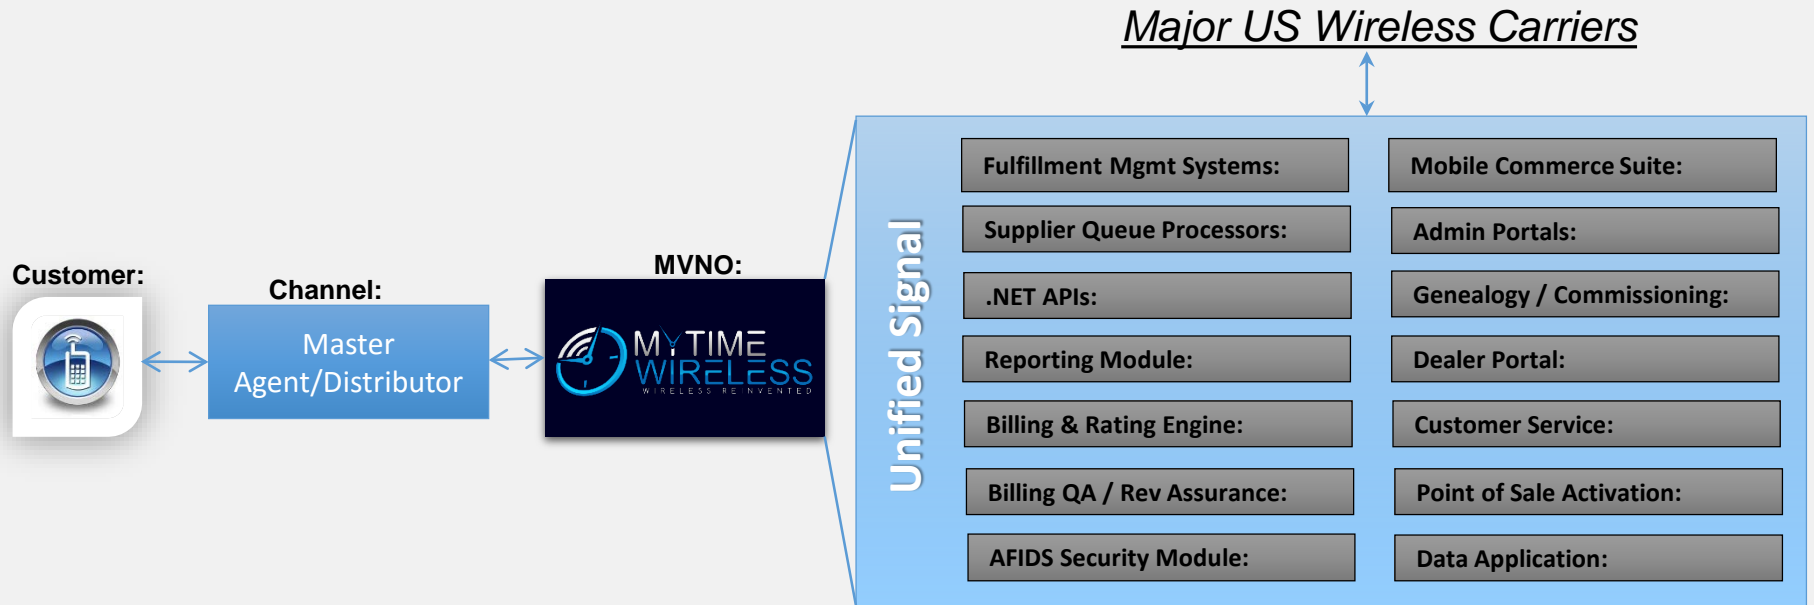 Major US Wireless Carriers
Customer:
Channel:
Master
Agent/Distributor
MVNO:
MYTIME
WIRELESS
WIRELESS REINVENTED
Unified Signal
Fulfillment Mgmt Systems:
Supplier Queue Processors:
.NET APIs:
Reporting Module:
Billing & Rating Engine:
Billing QA / Rev Assurance:
AFIDS Security Module:
Mobile Commerce Suite:
Admin Portals:
Genealogy / Commissioning:
Dealer Portal:
Customer Service:
Point of Sale Activation:
Data Application: